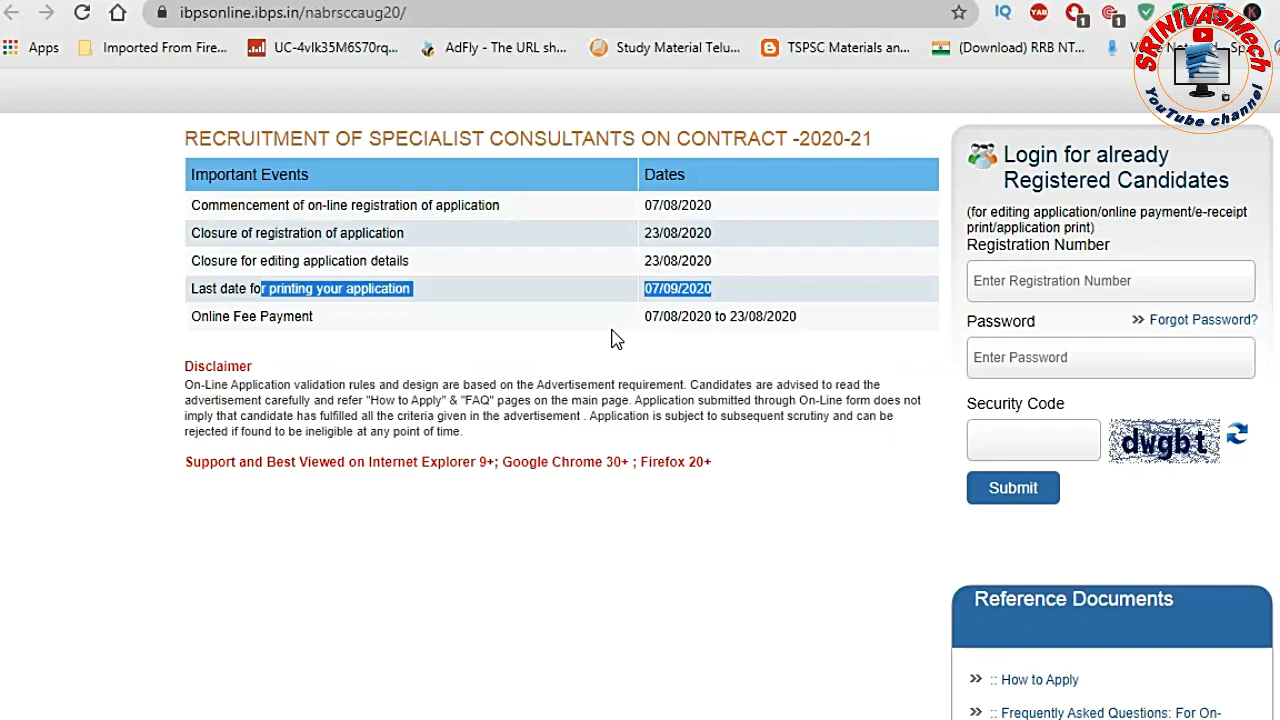 ibpsonline.ibps.in/nabrsccaug20/
Apps
Imported From Fire...
UC-4vlk35M6S70rq...
AdFly - The URL sh...
Study Material Telu...
TSPSC Materials an...
(Download) RRB NT...
SRINIVASMech
YouTube channel
RECRUITMENT OF SPECIALIST CONSULTANTS ON CONTRACT -2020-21
Important Events Dates
Commencement of on-line registration of application 07/08/2020
Closure of registration of application 23/08/2020
Closure for editing application details 23/08/2020
Last date for printing your application 07/09/2020
Online Fee Payment 07/08/2020 to 23/08/2020
Disclaimer
On-Line Application validation rules and design are based on the Advertisement requirement. Candidates are advised to read the
advertisement carefully and refer "How to Apply" & "FAQ" pages on the main page. Application submitted through On-Line form does not
imply that candidate has fulfilled all the criteria given in the advertisement . Application is subject to subsequent scrutiny and can be
rejected if found to be ineligible at any point of time.
Support and Best Viewed on Internet Explorer 9+; Google Chrome 30+ ; Firefox 20+
Login for already
Registered Candidates
(for editing application/online payment/e-receipt
print/application print)
Registration Number
Enter Registration Number
Password
Forgot Password?
Enter Password
Security Code
dwgbt
Submit
Reference Documents
:: How to Apply
:: Frequently Asked Questions: For On-